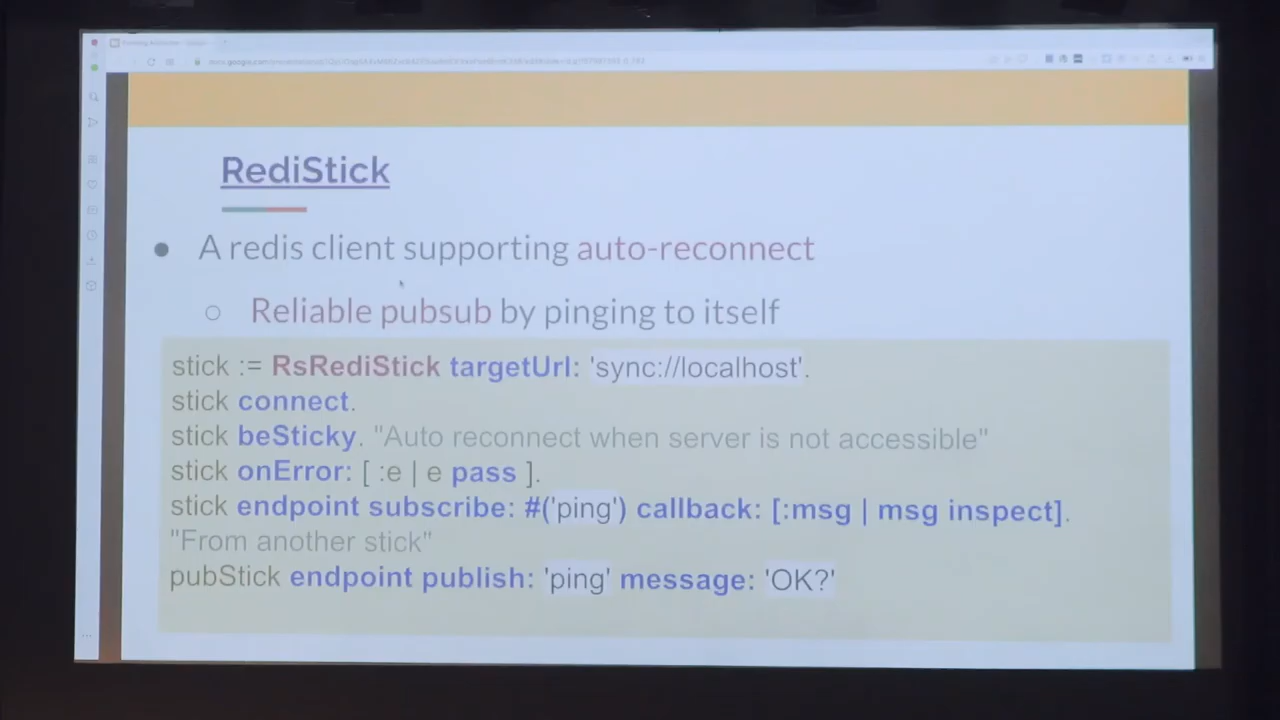 RediStick
● A redis client supporting auto-reconnect
○ Reliable pubsub by pinging to itself
stick := RsRediStick targetUrl: 'sync://localhost'.
stick connect.
stick beSticky. "Auto reconnect when server is not accessible"
stick onError: [ :e | e pass ].
stick endpoint subscribe: #('ping') callback: [:msg | msg inspect].
"From another stick"
pubStick endpoint publish: 'ping' message: 'OK?'